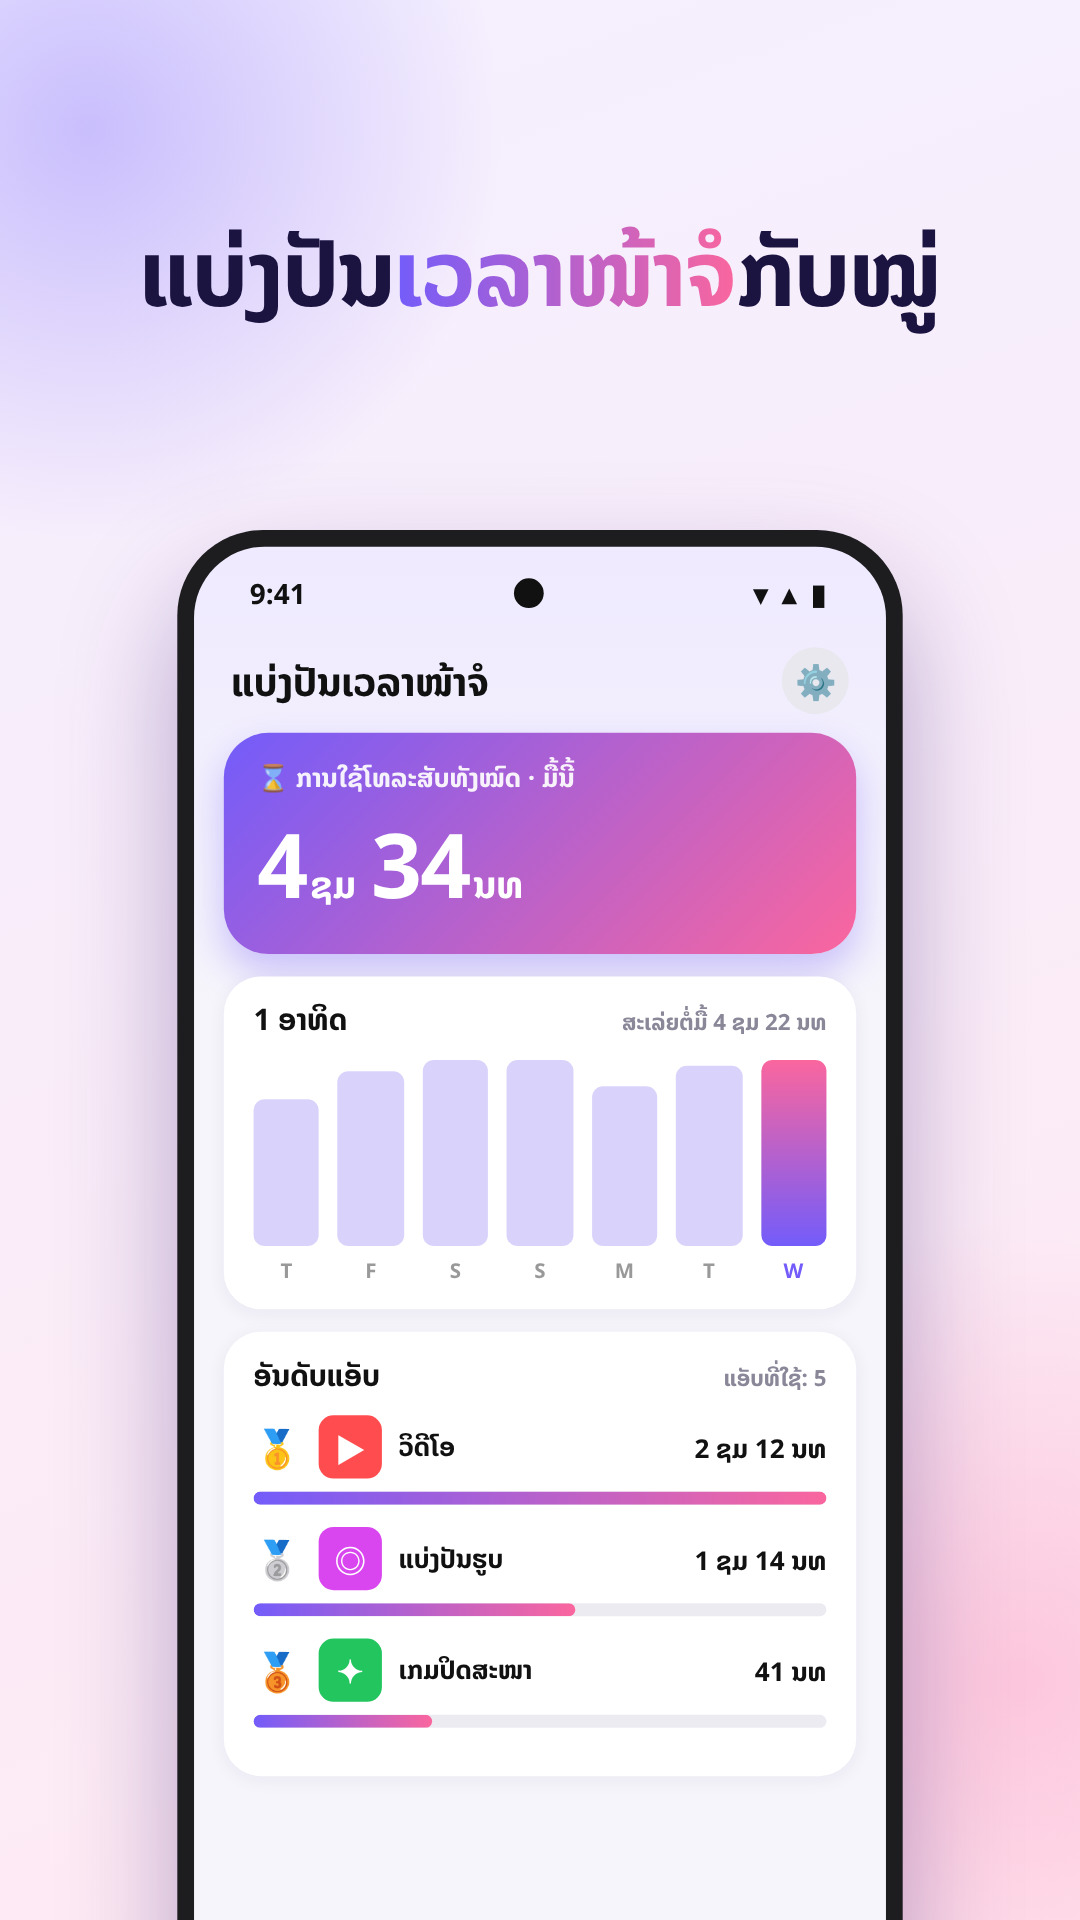 ແບ່ງປັນເວລາໜ້າຈໍກັບໝູ່
9:41
ແບ່ງປັນເວລາໜ້າຈໍ
ການໃຊ້ໂທລະສັບທັງໝົດ · ມື້ນີ້
4ຊມ 34ນທ
1 ອາທິດ
ສະເລ່ຍຕໍ່ມື້ 4 ຊມ 22 ນທ
T F S S M T W
ອັນດັບແອັບ
ແອັບທີ່ໃຊ້: 5
1 ວິດີໂອ 2 ຊມ 12 ນທ
2 ແບ່ງປັນຮູບ 1 ຊມ 14 ນທ
3 ເກມປິດສະໜາ 41 ນທ